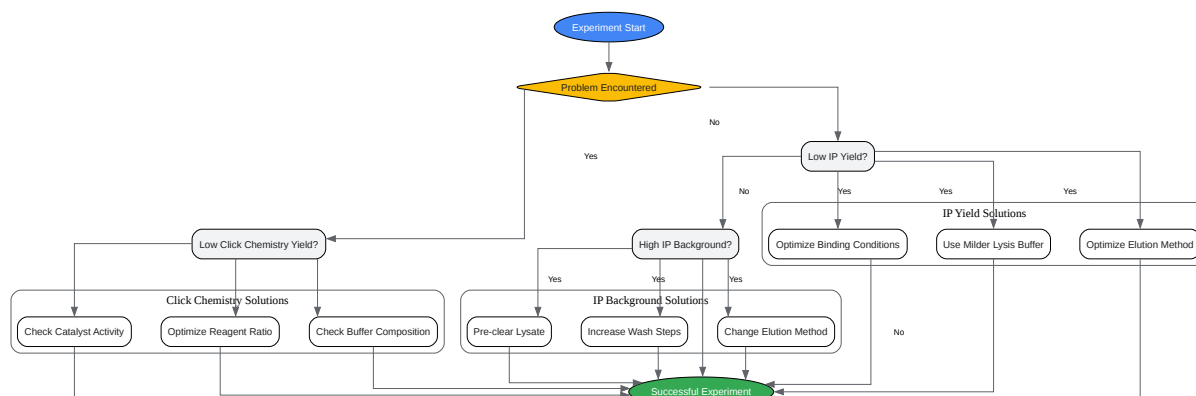 Experiment Start
Problem Encountered
No
Yes
Low IP Yield?
No
Yes
Yes
Yes
IP Yield Solutions
Low Click Chemistry Yield?
High IP Background?
Optimize Binding Conditions
Use Milder Lysis Buffer
Optimize Elution Method
Yes
Yes
Yes
Click Chemistry Solutions
IP Background Solutions
Check Catalyst Activity
Optimize Reagent Ratio
Check Buffer Composition
Pre-clear Lysate
Increase Wash Steps
Change Elution Method
No
Successful Experiment